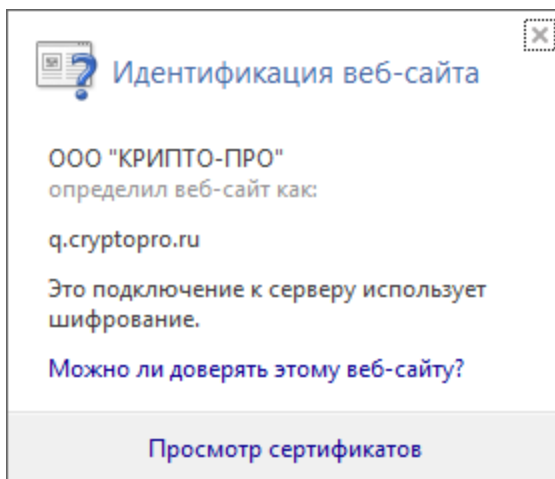 Идентификация веб-сайта
ООО "КРИПТО-ПРО"
определил веб-сайт как:
q.cryptopro.ru
Это подключение к серверу использует
шифрование.
Можно ли доверять этому веб-сайту?
Просмотр сертификатов